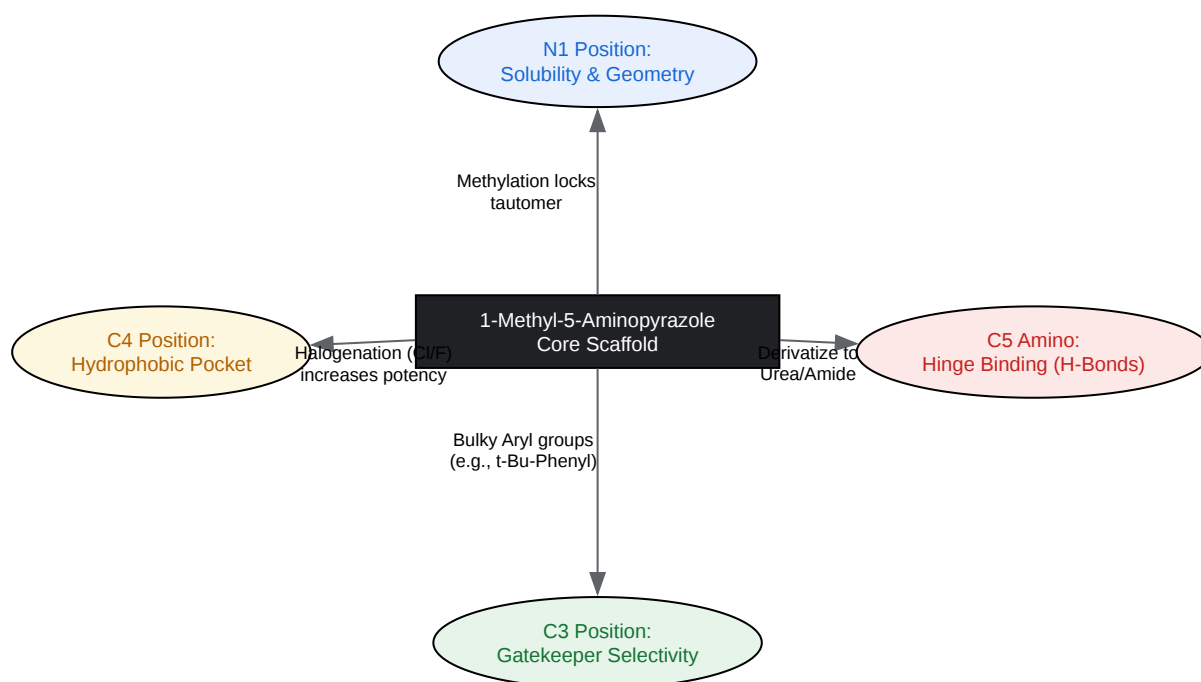 N1 Position:
Solubility & Geometry
Methylation locks
tautomer
1-Methyl-5-Aminopyrazole
Core Scaffold
C4 Position:
Hydrophobic Pocket
Halogenation (Cl/F)
increases potency
Derivatize to
Urea/Amide
C5 Amino:
Hinge Binding (H-Bonds)
Bulky Aryl groups
(e.g., t-Bu-Phenyl)
C3 Position:
Gatekeeper Selectivity